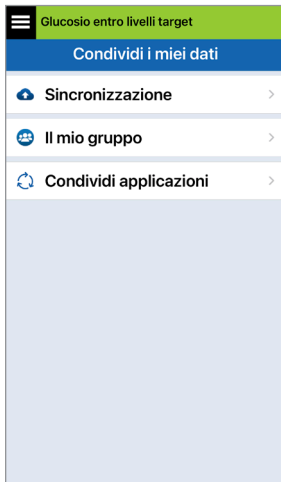 Glucosio entro livelli target
Condividi i miei dati
Sincronizzazione
Il mio gruppo
Condividi applicazioni